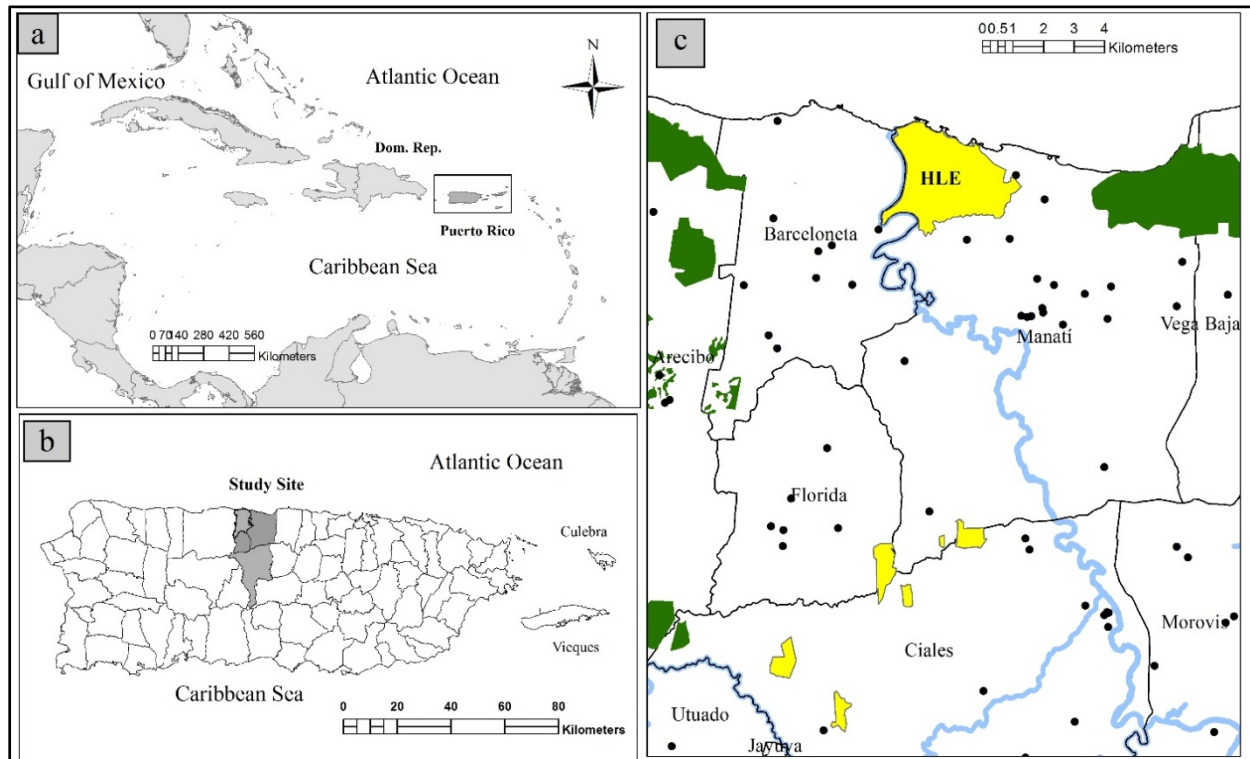 a
N
Gulf of Mexico
Atlantic Ocean
Dom. Rep.
Puerto Rico
Caribbean Sea
0 70 140 280 420 560
Kilometers
b
Atlantic Ocean
Study Site
Culebra
Vieques
Caribbean Sea
0 20 40 60 80
Kilometers
c
0 0.5 1 2 3 4
Kilometers
HLE
Barceloneta
Manatí
Vega Baja
Arecibo
Florida
Morovis
Ciales
Utuado
Jayuya